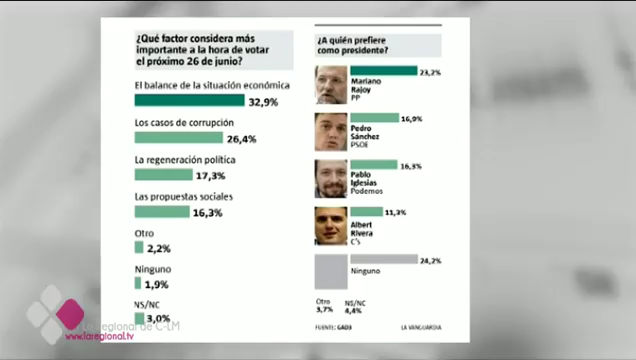 ¿Qué factor considera más
importante a la hora de votar
el próximo 26 de junio?
El balance de la situación económica
32,9%
Los casos de corrupción
26,4%
La regeneración política
17,3%
Las propuestas sociales
16,3%
Otro
2,2%
Ninguno
1,9%
NS/NC
3,0%
¿A quién prefiere
como presidente?
23,2%
Mariano
Rajoy
PP
16,9%
Pedro
Sánchez
PSOE
16,3%
Pablo
Iglesias
Podemos
11,3%
Albert
Rivera
C's
24,2%
Ninguno
Otro NS/NC
3,7% 4,4%
FUENTE: GAD3 LA VANGUARDIA
La Regional de C-LM
www.laregional.tv